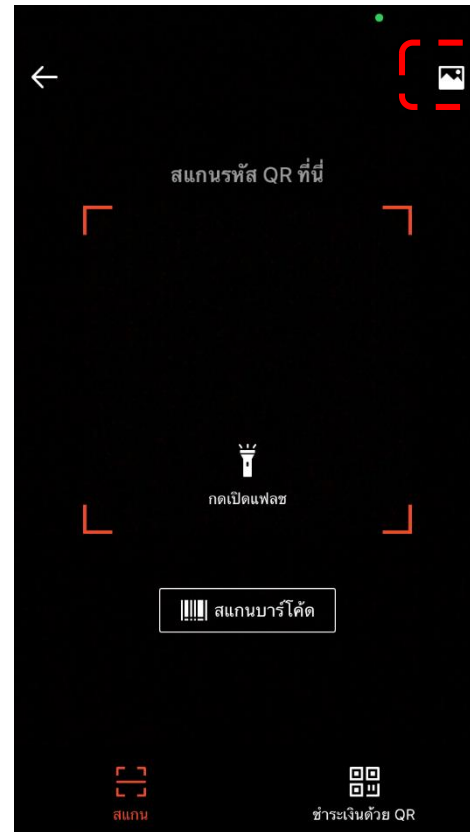 สแกนรหัส QR ที่นี่
กดเปิดแฟลช
สแกนบาร์โค้ด
สแกน
ชำระเงินด้วย QR